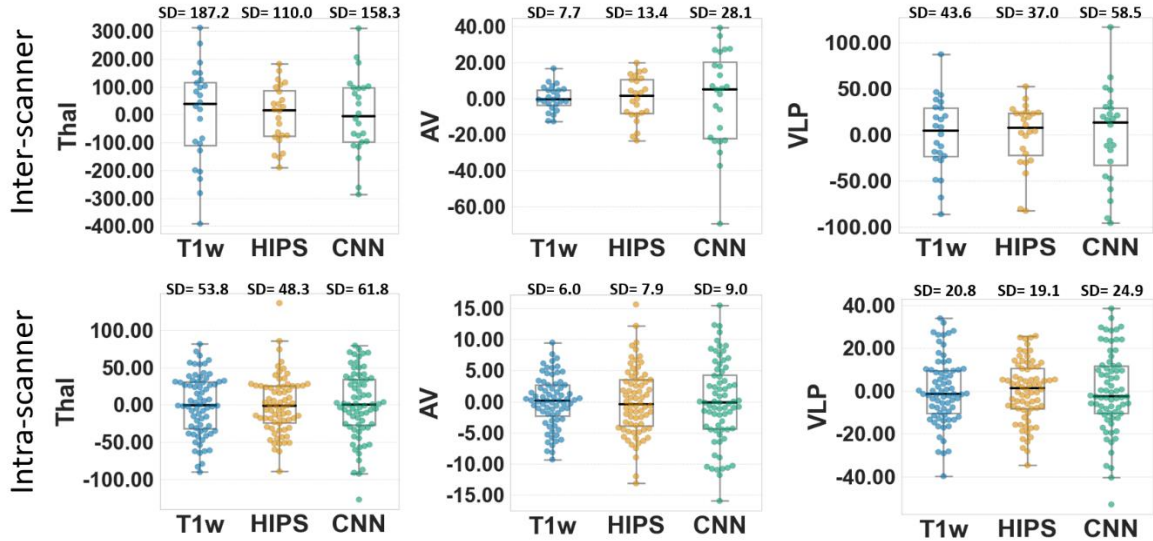 Inter-scanner
SD= 187.2 SD= 110.0 SD= 158.3
Thal
300.00
200.00
100.00
0.00
-100.00
-200.00
-300.00
-400.00
T1w HIPS CNN
SD= 7.7 SD= 13.4 SD= 28.1
AV
40.00
20.00
0.00
-20.00
-40.00
-60.00
T1w HIPS CNN
SD= 43.6 SD= 37.0 SD= 58.5
VLP
100.00
50.00
0.00
-50.00
-100.00
T1w HIPS CNN
Intra-scanner
SD= 53.8 SD= 48.3 SD= 61.8
Thal
100.00
50.00
0.00
-50.00
-100.00
T1w HIPS CNN
SD= 6.0 SD= 7.9 SD= 9.0
AV
15.00
10.00
5.00
0.00
-5.00
-10.00
-15.00
T1w HIPS CNN
SD= 20.8 SD= 19.1 SD= 24.9
VLP
40.00
20.00
0.00
-20.00
-40.00
T1w HIPS CNN